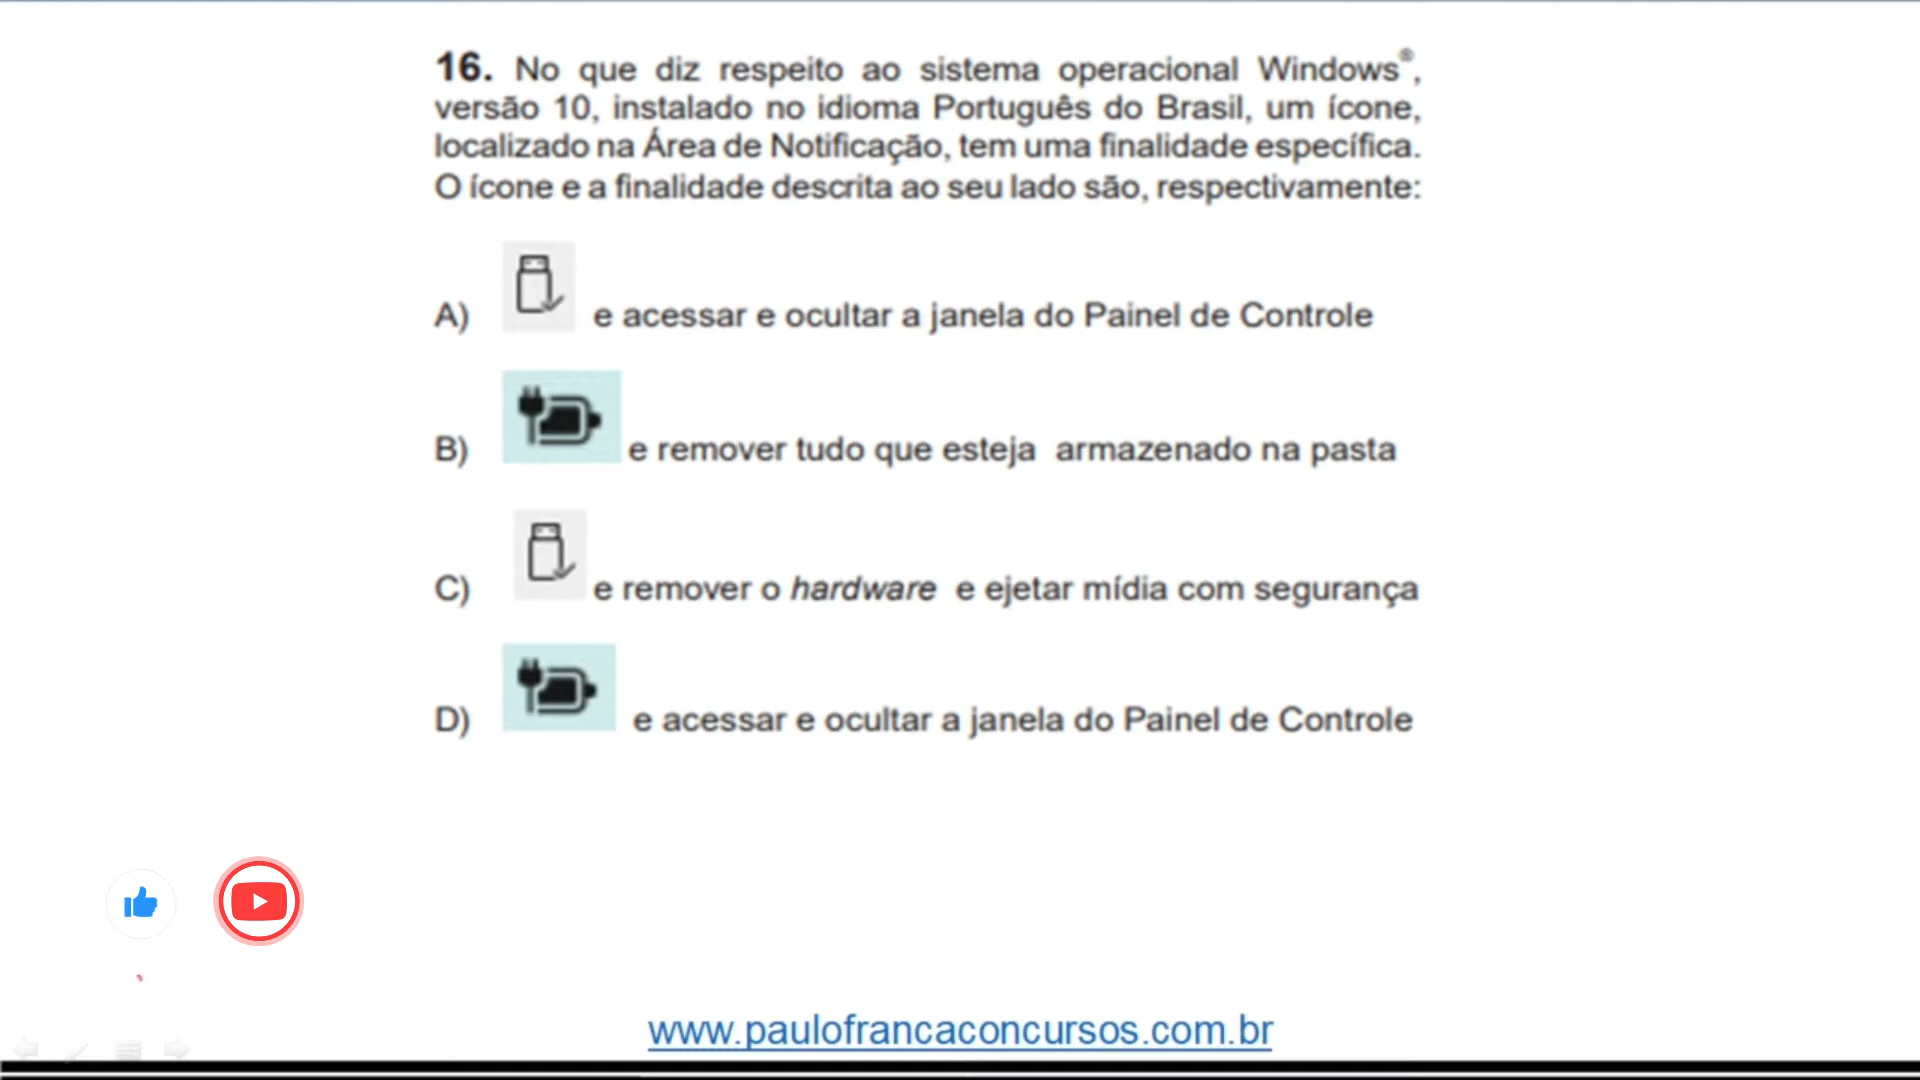 16. No que diz respeito ao sistema operacional Windows®,
versão 10, instalado no idioma Português do Brasil, um ícone,
localizado na Área de Notificação, tem uma finalidade específica.
O ícone e a finalidade descrita ao seu lado são, respectivamente:
A) e acessar e ocultar a janela do Painel de Controle
B) e remover tudo que esteja armazenado na pasta
C) e remover o hardware e ejetar mídia com segurança
D) e acessar e ocultar a janela do Painel de Controle
www.paulofrancaconcursos.com.br